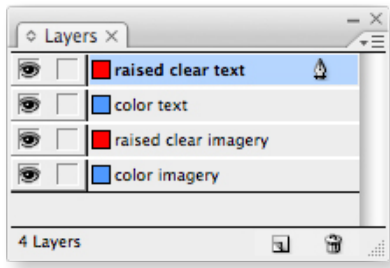 Layers
raised clear text
color text
raised clear imagery
color imagery
4 Layers